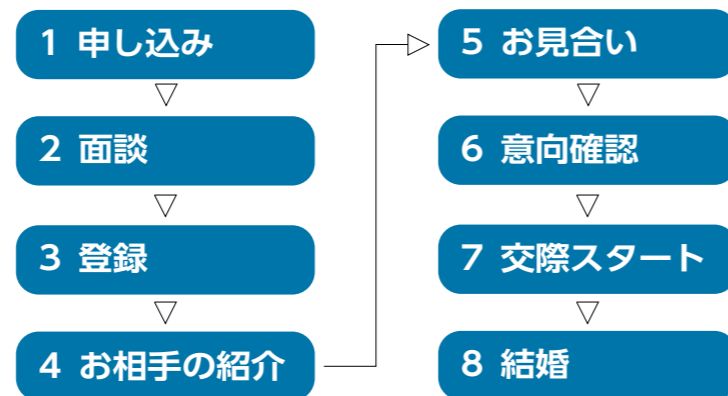 1 申し込み
2 面談
3 登録
4 お相手の紹介
5 お見合い
6 意向確認
7 交際スタート
8 結婚